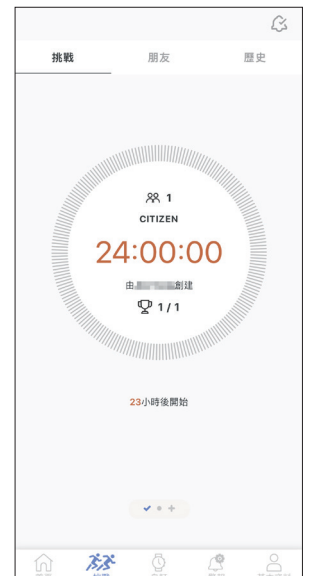 挑戰
朋友
歷史
1
CITIZEN
24:00:00
由 創建
1 / 1
23小時後開始